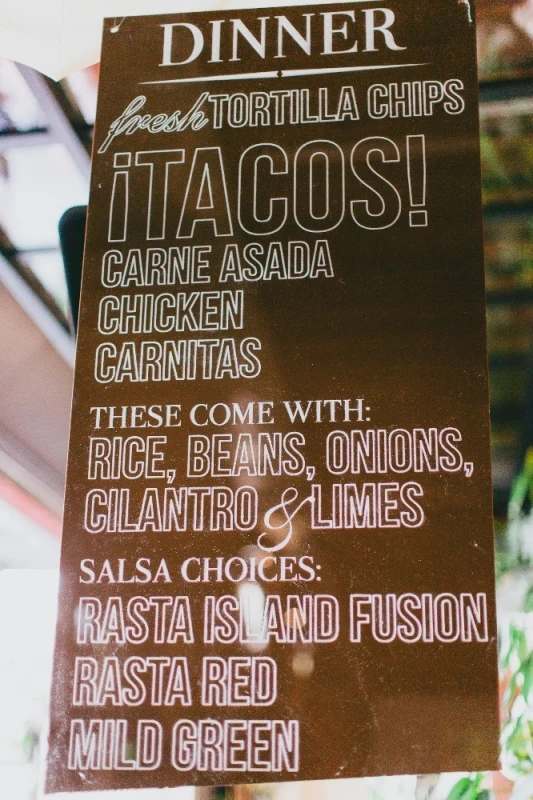 DINNER
fresh TORTILLA CHIPS
¡TACOS!
CARNE ASADA
CHICKEN
CARNITAS
THESE COME WITH:
RICE, BEANS, ONIONS,
CILANTRO & LIMES
SALSA CHOICES:
RASTA ISLAND FUSION
RASTA RED
MILD GREEN